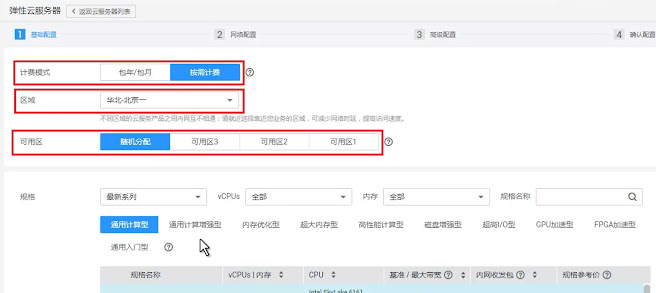 弹性云服务器 < 返回云服务器列表
1 基础配置 2 网络配置 3 高级配置 4 确认配置
计费模式 包年/包月 按需计费
区域 华北-北京一
不同区域的云服务产品之间内网互不相通；请就近选择靠近您业务的区域，可减少网络时延，提高访问速度。
可用区 随机分配 可用区3 可用区2 可用区1
规格 最新系列 vCPUs 全部 内存 全部 规格名称
通用计算型 通用计算增强型 内存优化型 超大内存型 高性能计算型 磁盘增强型 超高I/O型 GPU加速型 FPGA加速型
通用入门型
规格名称 vCPUs | 内存 CPU 基准 / 最大带宽 内网收发包 规格参考价
Intel SkyLake 6161